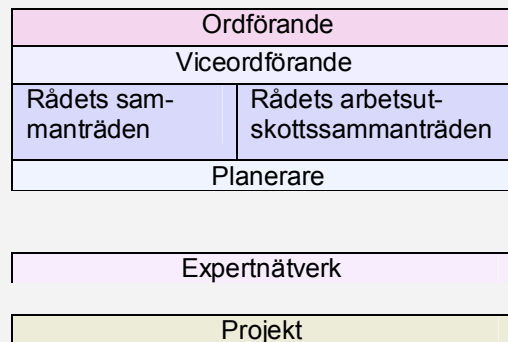 Ordförande
Viceordförande
Rådets sam-
manträden
Rådets arbetsut-
skottssammanträden
Planerare
Expertnätverk
Projekt